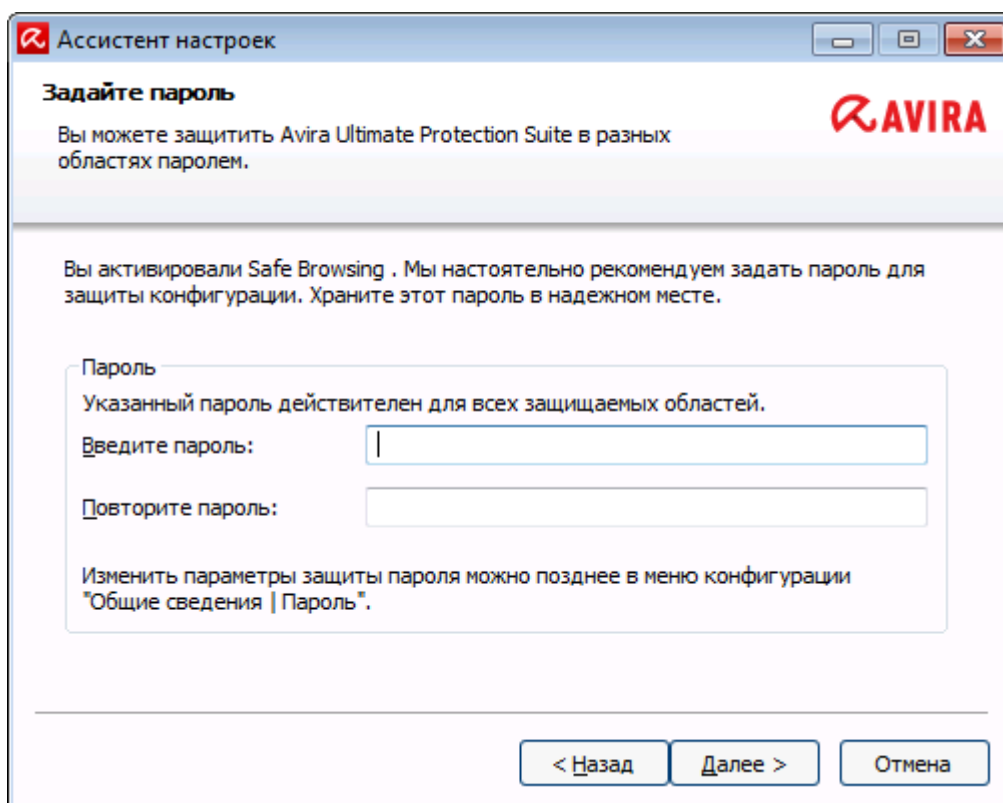 Ассистент настроек
Задайте пароль
AVIRA
Вы можете защитить Avira Ultimate Protection Suite в разных
областях паролем.
Вы активировали Safe Browsing . Мы настоятельно рекомендуем задать пароль для
защиты конфигурации. Храните этот пароль в надежном месте.
Пароль
Указанный пароль действителен для всех защищаемых областей.
Введите пароль:
Повторите пароль:
Изменить параметры защиты пароля можно позднее в меню конфигурации
"Общие сведения | Пароль".
< Назад
Далее >
Отмена